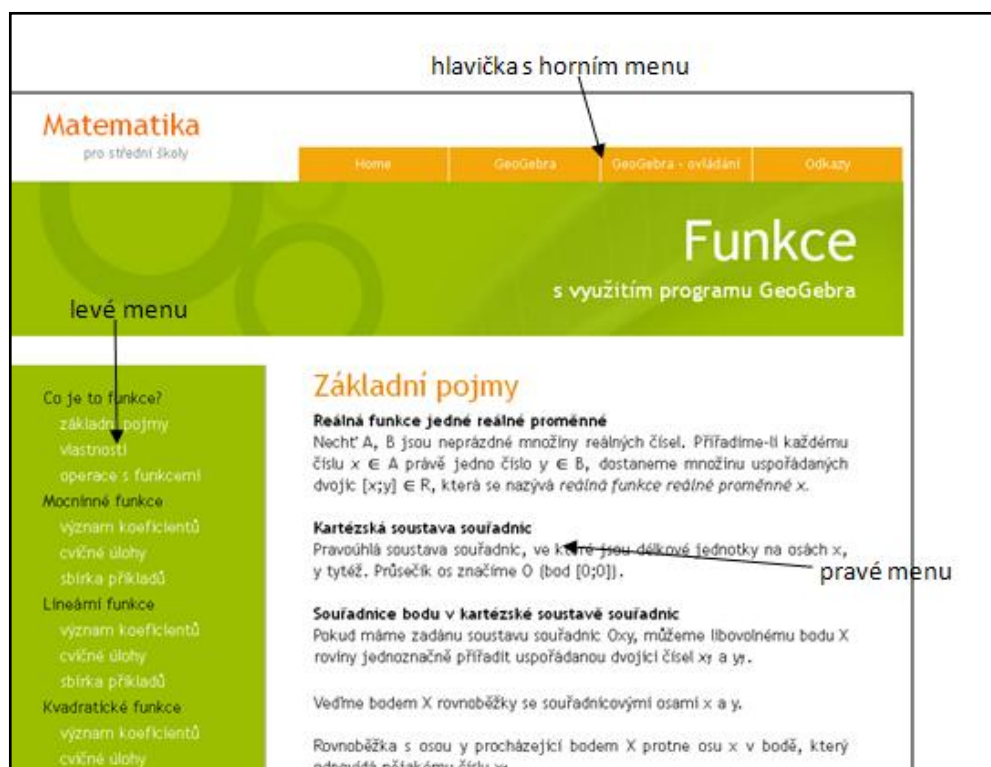 hlavička s horním menu
Matematika
pro střední školy
Home GeoGebra GeoGebra - ovládání Odkazy
Funkce
s využitím programu GeoGebra
levé menu
Co je to funkce?
základní pojmy
vlastnosti
operace s funkcemi
Mocninné funkce
význam koeficientů
cvičné úlohy
sbírka příkladů
Lineární funkce
význam koeficientů
cvičné úlohy
sbírka příkladů
Kvadratické funkce
význam koeficientů
cvičné úlohy
Základní pojmy
Reálná funkce jedné reálné proměnné
Nechť A, B jsou neprázdné množiny reálných čísel. Přiřadíme-li každému
číslu x ∈ A právě jedno číslo y ∈ B, dostaneme množinu uspořádaných
dvojic [x;y] ∈ R, která se nazývá reálná funkce reálné proměnné x.
Kartézská soustava souřadnic
Pravoúhlá soustava souřadnic, ve které jsou délkové jednotky na osách x,
y tytéž. Průsečík os značíme O (bod [0;0]).
pravé menu
Souřadnice bodu v kartézské soustavě souřadnic
Pokud máme zadánu soustavu souřadnic Oxy, můžeme libovolnému bodu X
roviny jednoznačně přiřadit uspořádanou dvojici čísel x₁ a y₁.
Veďme bodem X rovnoběžky se souřadnicovými osami x a y.
Rovnoběžka s osou y procházející bodem X protne osu x v bodě, který
odpovídá nějakému číslu x₁.